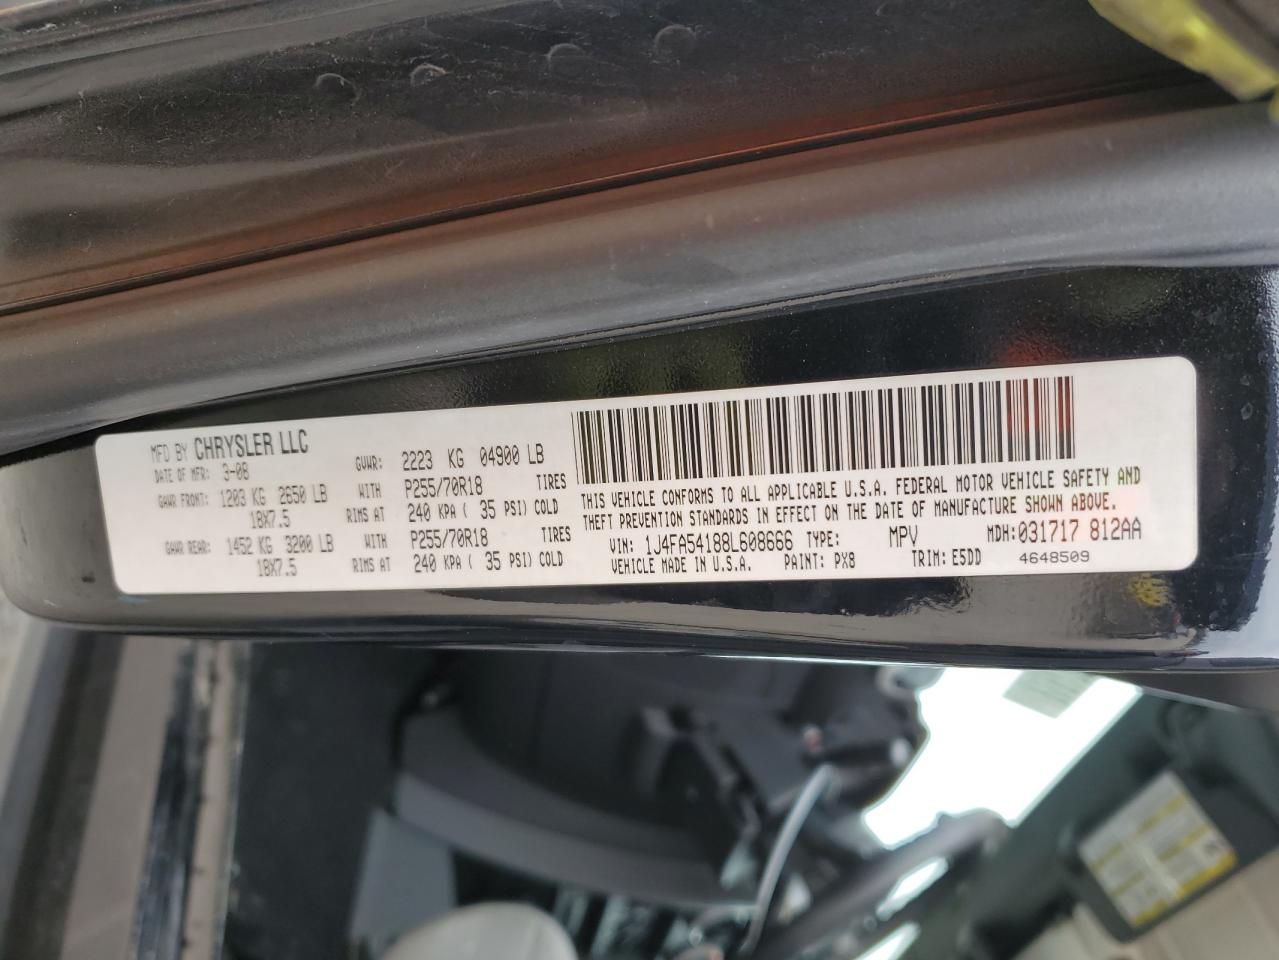 MFD BY CHRYSLER LLC
DATE OF MFR: 3-08 GVWR: 2223 KG 04900 LB
GAWR FRONT: 1203 KG 2650 LB WITH P255/70R18 TIRES
18X7.5 RIMS AT 240 KPA ( 35 PSI) COLD
GAWR REAR: 1452 KG 3200 LB WITH P255/70R18 TIRES
18X7.5 RIMS AT 240 KPA ( 35 PSI) COLD
THIS VEHICLE CONFORMS TO ALL APPLICABLE U.S.A. FEDERAL MOTOR VEHICLE SAFETY AND
THEFT PREVENTION STANDARDS IN EFFECT ON THE DATE OF MANUFACTURE SHOWN ABOVE.
VIN: 1J4FA54188L608666 TYPE: MPV MDH: 031717 812AA
VEHICLE MADE IN U.S.A. PAINT: PX8 TRIM: E5DD 4648509